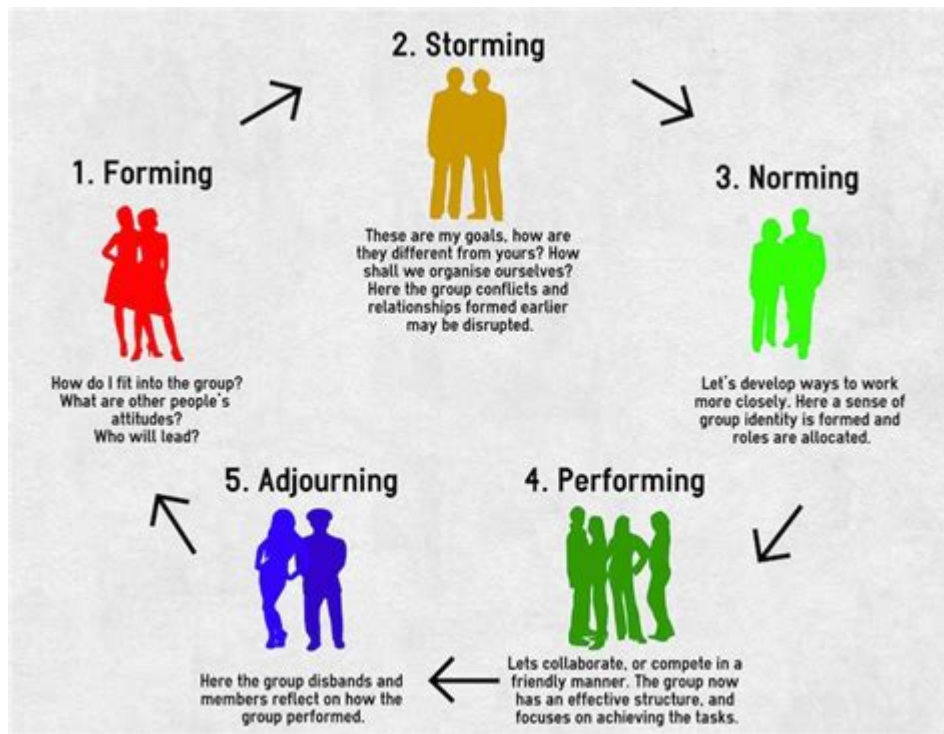 1. Forming
How do I fit into the group?
What are other people's
attitudes?
Who will lead?
2. Storming
These are my goals, how are
they different from yours? How
shall we organise ourselves?
Here the group conflicts and
relationships formed earlier
may be disrupted.
3. Norming
Let's develop ways to work
more closely. Here a sense of
group identity is formed and
roles are allocated.
4. Performing
Lets collaborate, or compete in a
friendly manner. The group now
has an effective structure, and
focuses on achieving the tasks.
5. Adjourning
Here the group disbands and
members reflect on how the
group performed.